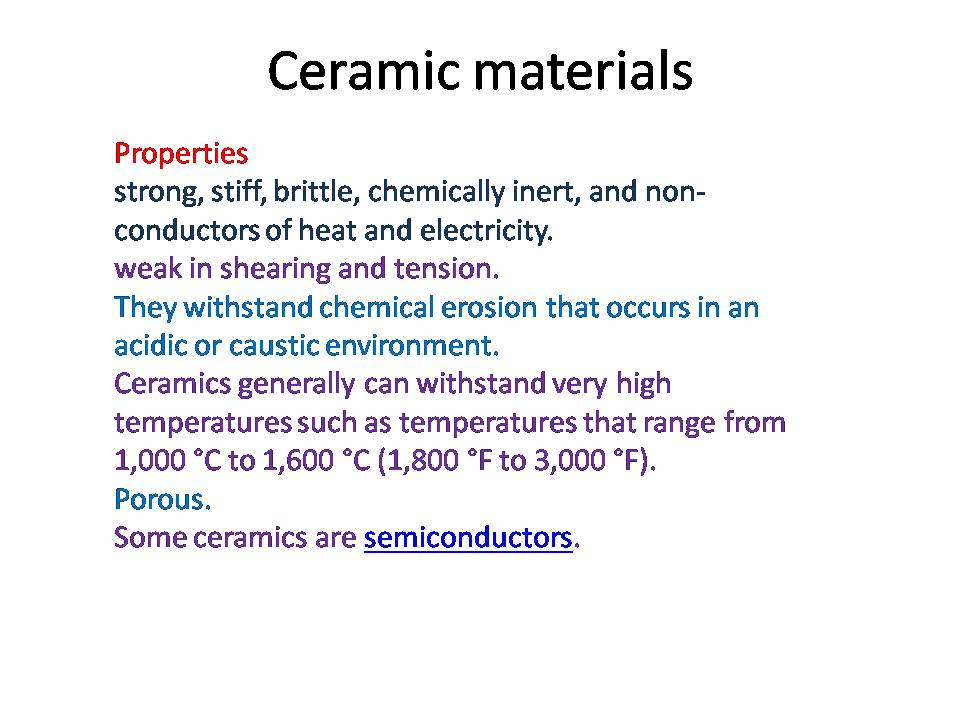 Ceramic materials
Properties
strong, stiff, brittle, chemically inert, and non-
conductors of heat and electricity.
weak in shearing and tension.
They withstand chemical erosion that occurs in an
acidic or caustic environment.
Ceramics generally can withstand very high
temperatures such as temperatures that range from
1,000 °C to 1,600 °C (1,800 °F to 3,000 °F).
Porous.
Some ceramics are semiconductors.